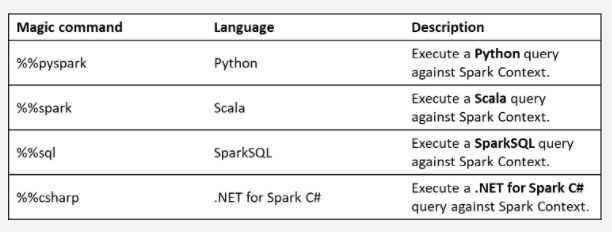 Magic command Language Description
%%pyspark Python Execute a Python query
against Spark Context.
%%spark Scala Execute a Scala query
against Spark Context.
%%sql SparkSQL Execute a SparkSQL query
against Spark Context.
%%csharp .NET for Spark C# Execute a .NET for Spark C#
query against Spark Context.